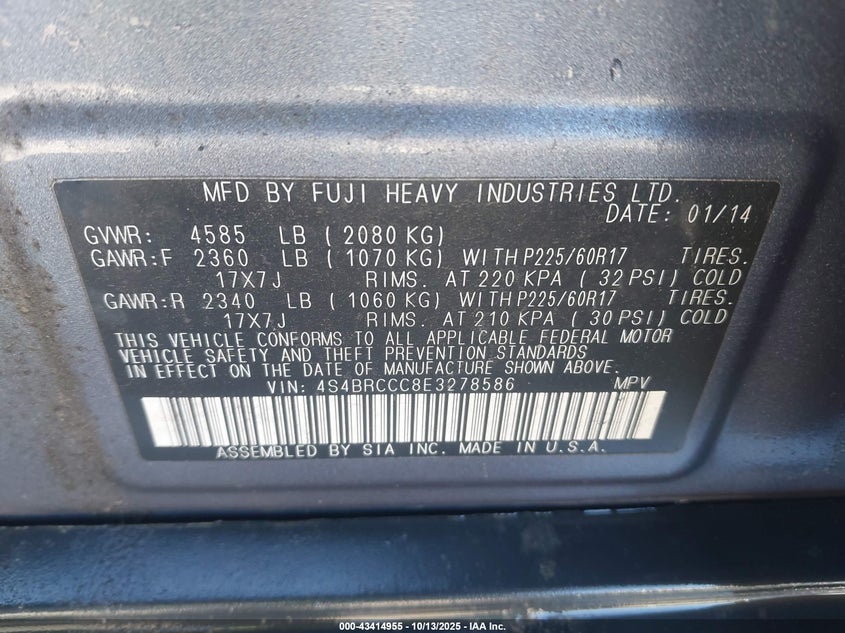 MFD BY FUJI HEAVY INDUSTRIES LTD.
DATE: 01/14
GVWR: 4585 LB ( 2080 KG)
GAWR:F 2360 LB ( 1070 KG) WITH P225/60R17 TIRES.
17X7J RIMS. AT 220 KPA ( 32 PSI) COLD
GAWR:R 2340 LB ( 1060 KG) WITH P225/60R17 TIRES.
17X7J RIMS. AT 210 KPA ( 30 PSI) COLD
THIS VEHICLE CONFORMS TO ALL APPLICABLE FEDERAL MOTOR
VEHICLE SAFETY AND THEFT PREVENTION STANDARDS
IN EFFECT ON THE DATE OF MANUFACTURE SHOWN ABOVE.
VIN: 4S4BRCCC8E3278586 MPV
ASSEMBLED BY SIA INC. MADE IN U.S.A.
000-43414955 - 10/13/2025 - IAA Inc.